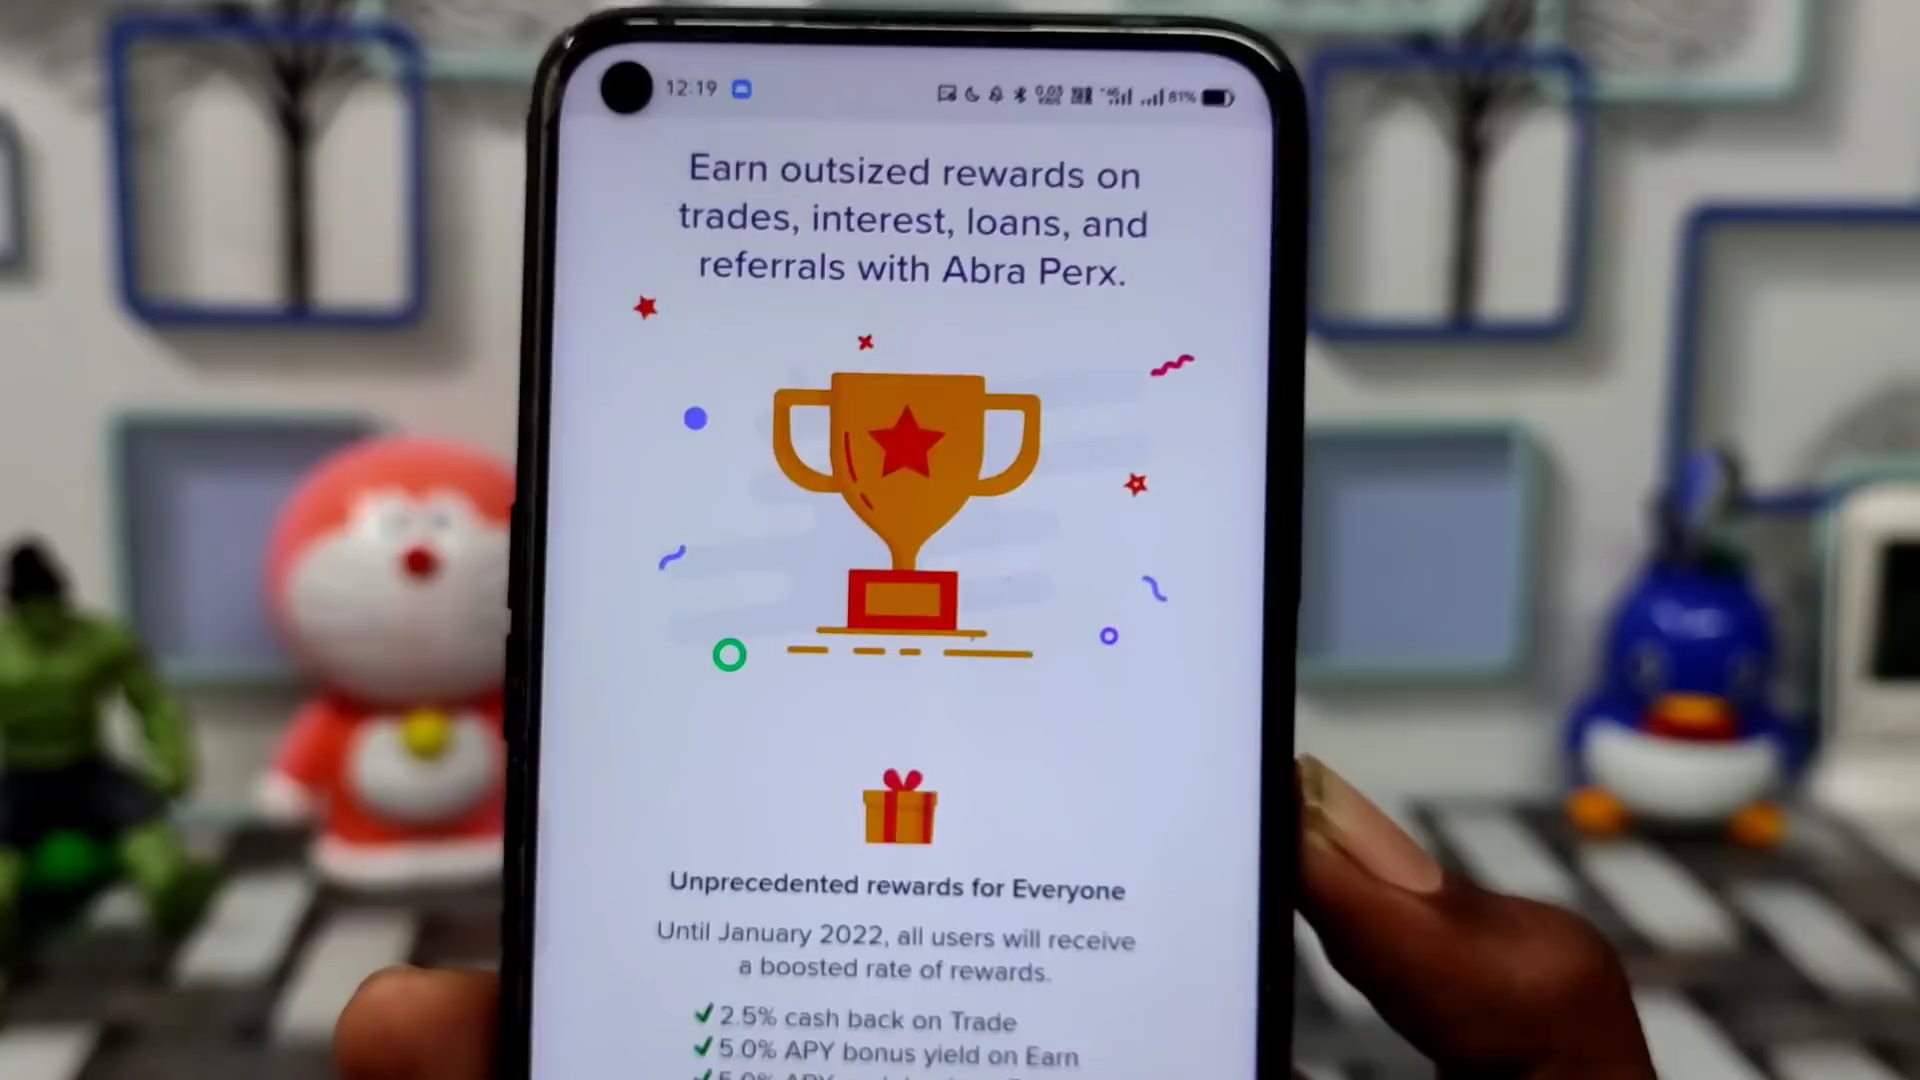 12:19 81%
Earn outsized rewards on
trades, interest, loans, and
referrals with Abra Perx.
Unprecedented rewards for Everyone
Until January 2022, all users will receive
a boosted rate of rewards.
2.5% cash back on Trade
5.0% APY bonus yield on Earn